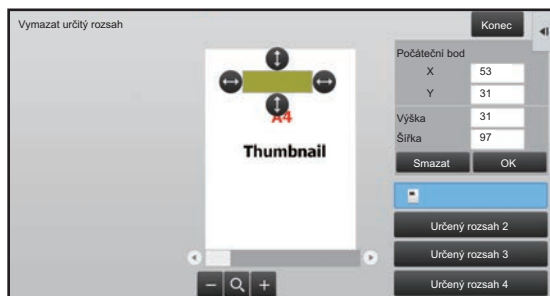 Vymazat určitý rozsah
Konec
Počáteční bod
X 53
Y 31
Výška 31
Šířka 97
Smazat OK
A4
Thumbnail
Určený rozsah 2
Určený rozsah 3
Určený rozsah 4